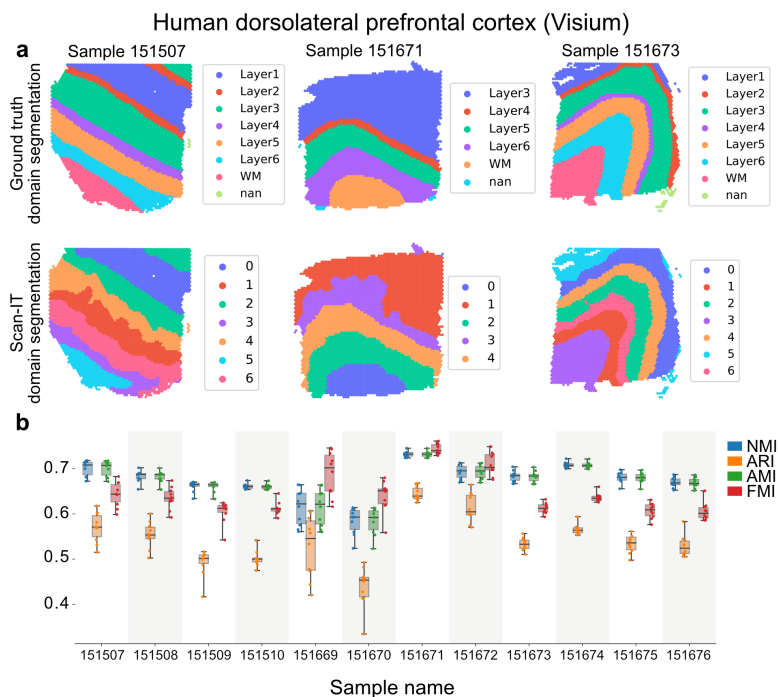 Human dorsolateral prefrontal cortex (Visium)
a
Sample 151507
Sample 151671
Sample 151673
Ground truth
domain segmentation
Layer1
Layer2
Layer3
Layer4
Layer5
Layer6
WM
nan
Layer3
Layer4
Layer5
Layer6
WM
nan
Layer1
Layer2
Layer3
Layer4
Layer5
Layer6
WM
nan
Scan-IT
domain segmentation
0
1
2
3
4
5
6
0
1
2
3
4
0
1
2
3
4
5
6
b
0.7
0.6
0.5
0.4
NMI
ARI
AMI
FMI
151507 151508 151509 151510 151669 151670 151671 151672 151673 151674 151675 151676
Sample name